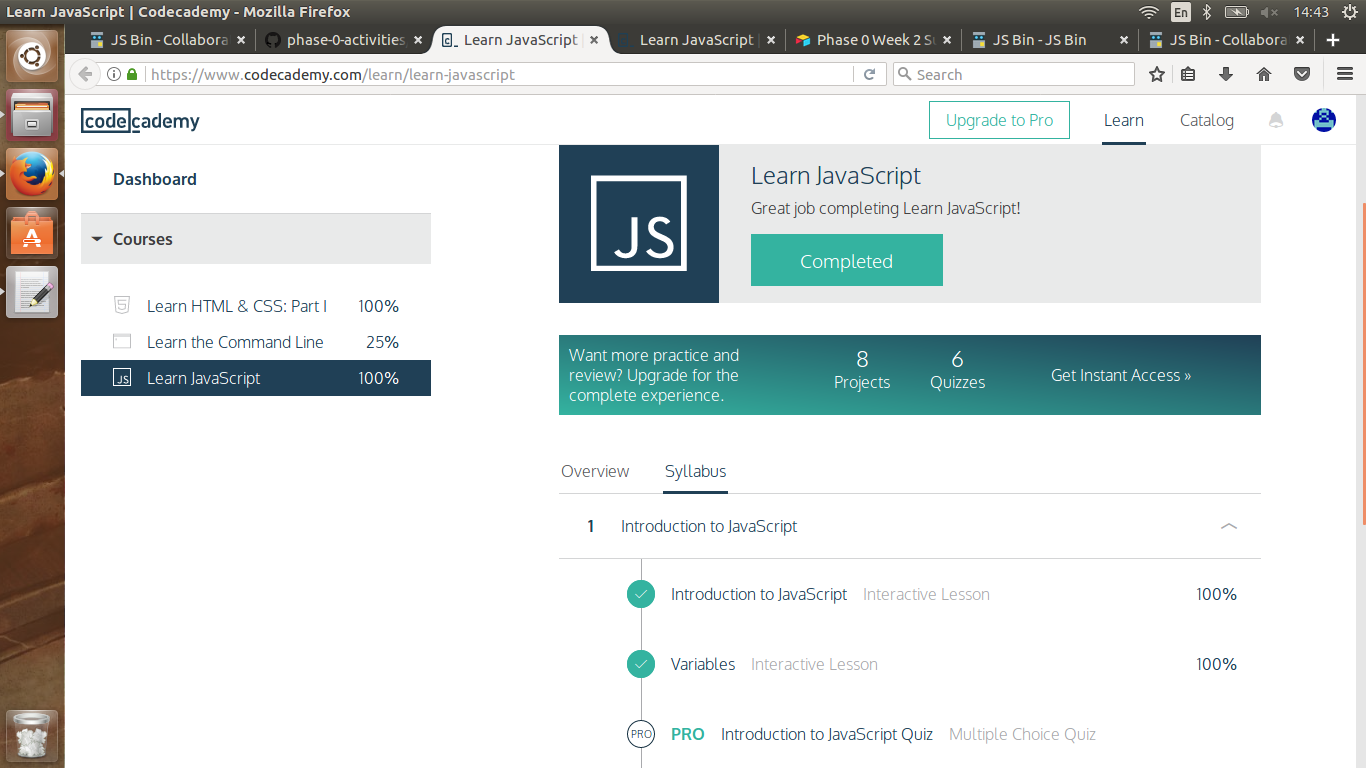 Learn JavaScript | Codecademy - Mozilla Firefox
En
14:43
JS Bin - Collabora
phase-0-activities
Learn JavaScript
Learn JavaScript
Phase 0 Week 2 S
JS Bin - JS Bin
JS Bin - Collabora
https://www.codecademy.com/learn/learn-javascript
Search
codecademy
Upgrade to Pro
Learn
Catalog
Dashboard
Courses
Learn HTML & CSS: Part I 100%
Learn the Command Line 25%
JS Learn JavaScript 100%
JS
Learn JavaScript
Great job completing Learn JavaScript!
Completed
Want more practice and
review? Upgrade for the
complete experience.
8
Projects
6
Quizzes
Get Instant Access »
Overview
Syllabus
1 Introduction to JavaScript
Introduction to JavaScript Interactive Lesson 100%
Variables Interactive Lesson 100%
PRO PRO Introduction to JavaScript Quiz Multiple Choice Quiz